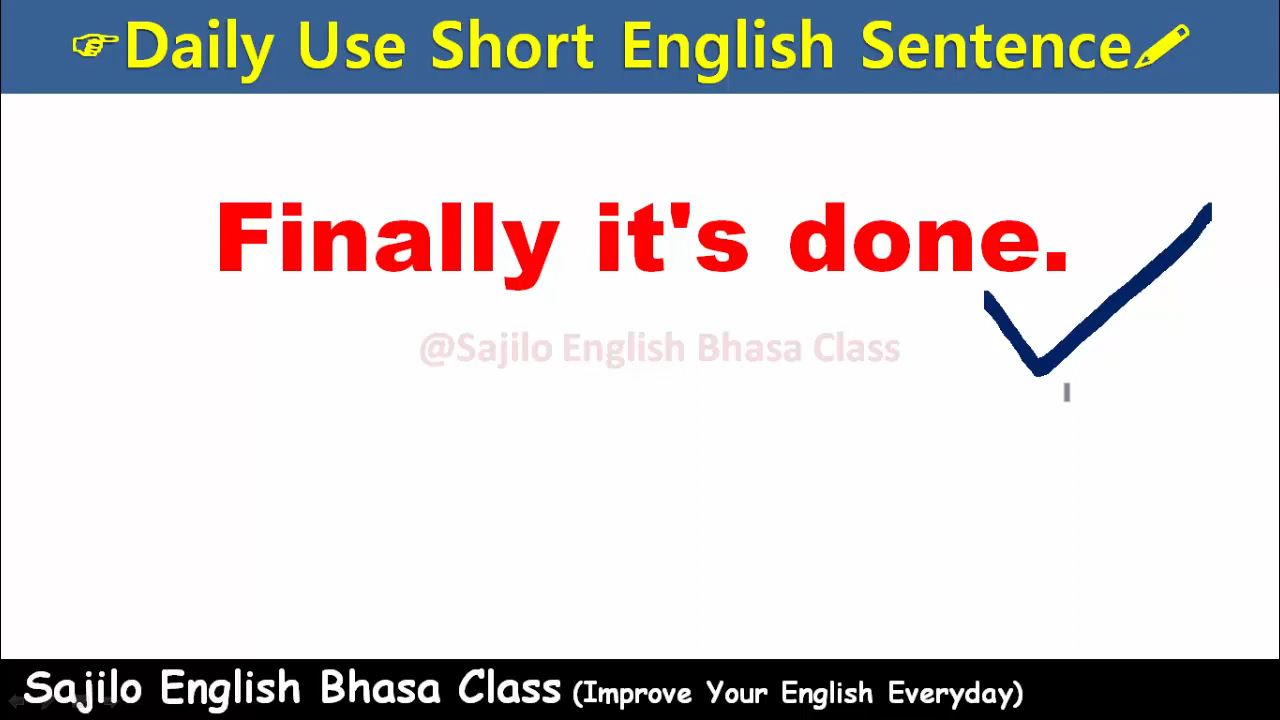 ☞Daily Use Short English Sentence
Finally it's done.
@Sajilo English Bhasa Class
Sajilo English Bhasa Class (Improve Your English Everyday)